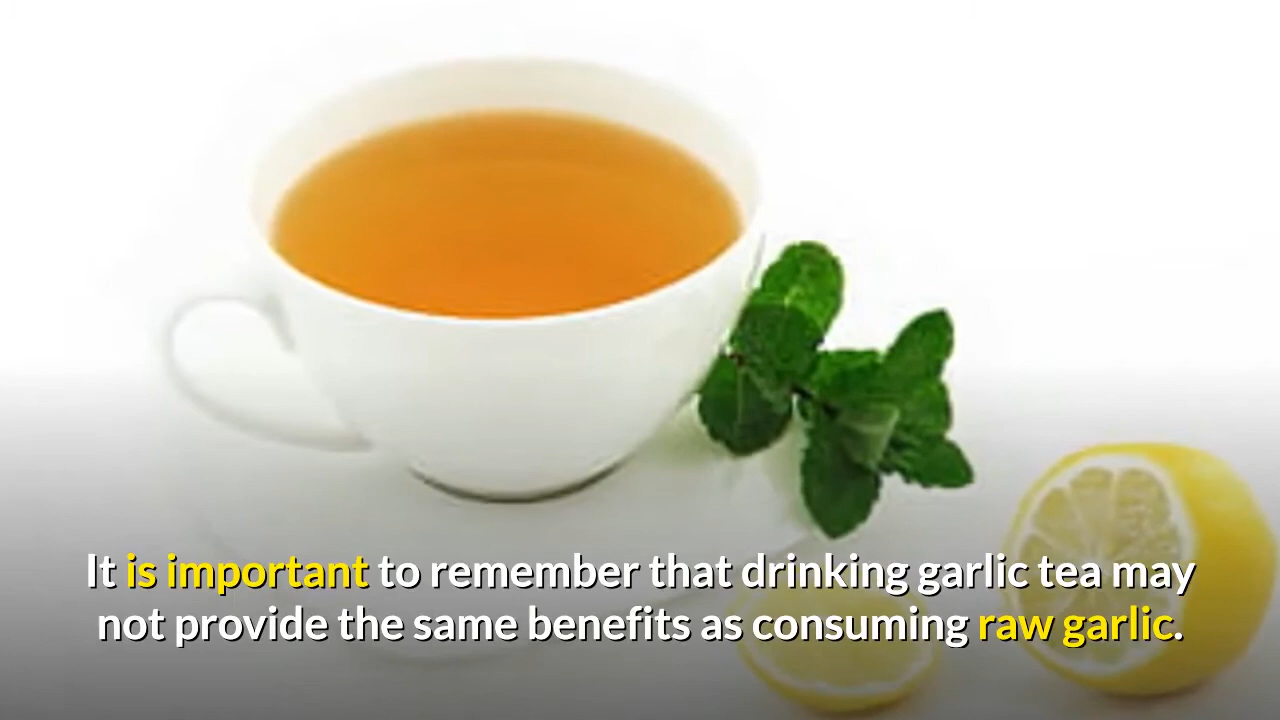 It is important to remember that drinking garlic tea may
not provide the same benefits as consuming raw garlic.